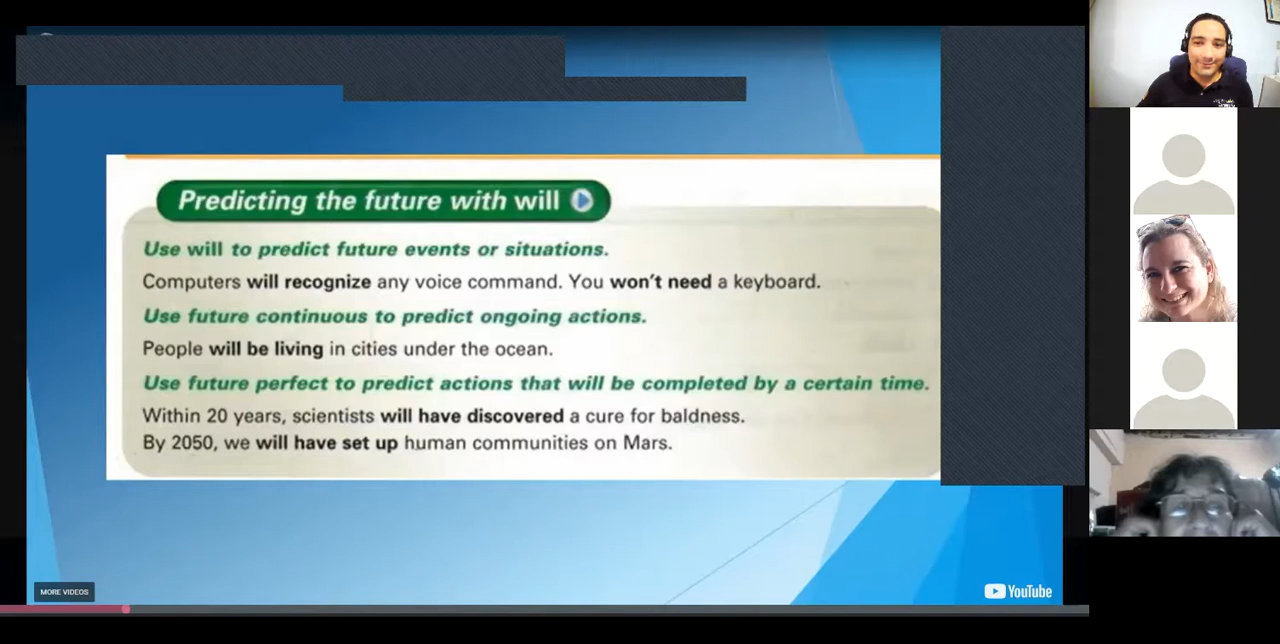 Predicting the future with will
Use will to predict future events or situations.
Computers will recognize any voice command. You won't need a keyboard.
Use future continuous to predict ongoing actions.
People will be living in cities under the ocean.
Use future perfect to predict actions that will be completed by a certain time.
Within 20 years, scientists will have discovered a cure for baldness.
By 2050, we will have set up human communities on Mars.
MORE VIDEOS
YouTube